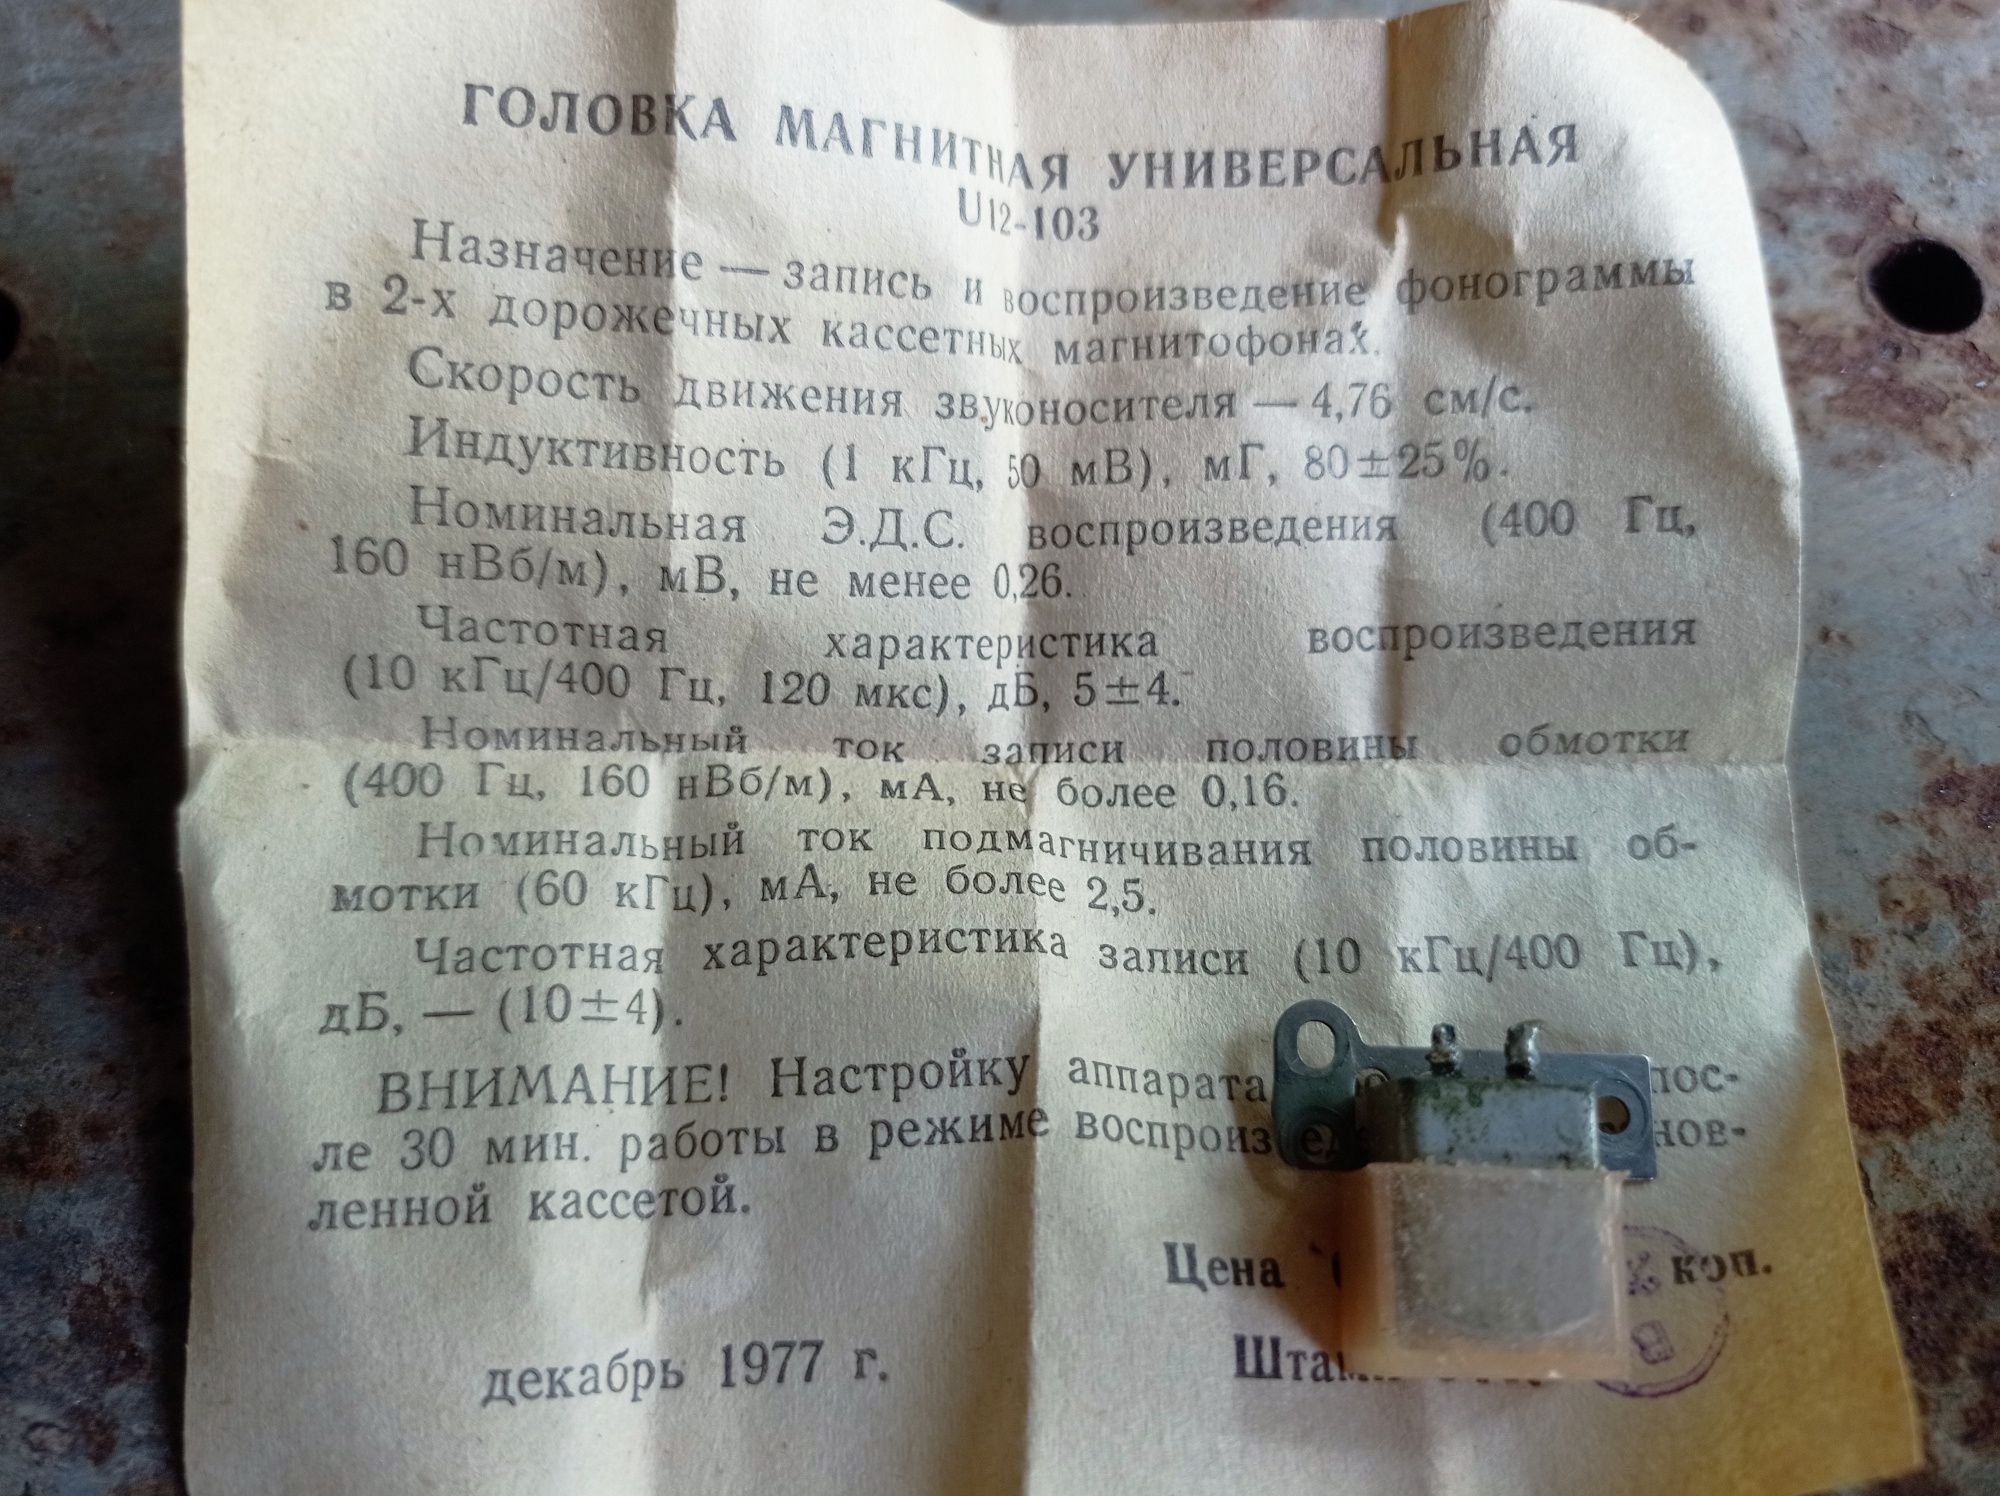 ГОЛОВКА МАГНИТНАЯ УНИВЕРСАЛЬНАЯ
U12-103
Назначение — запись и воспроизведение фонограммы
в 2-х дорожечных кассетных магнитофонах.
Скорость движения звуконосителя — 4,76 см/с.
Индуктивность (1 кГц, 50 мВ), мГ, 80±25%.
Номинальная Э.Д.С. воспроизведения (400 Гц,
160 нВб/м), мВ, не менее 0,26.
Частотная характеристика воспроизведения
(10 кГц/400 Гц, 120 мкс), дБ, 5±4.
Номинальный ток записи половины обмотки
(400 Гц, 160 нВб/м), мА, не более 0,16.
Номинальный ток подмагничивания половины об-
мотки (60 кГц), мА, не более 2,5.
Частотная характеристика записи (10 кГц/400 Гц),
дБ, — (10±4).
ВНИМАНИЕ! Настройку аппарата пос-
ле 30 мин. работы в режиме
ленной кассетой.
Цена коп.
декабрь 1977 г. Штамп